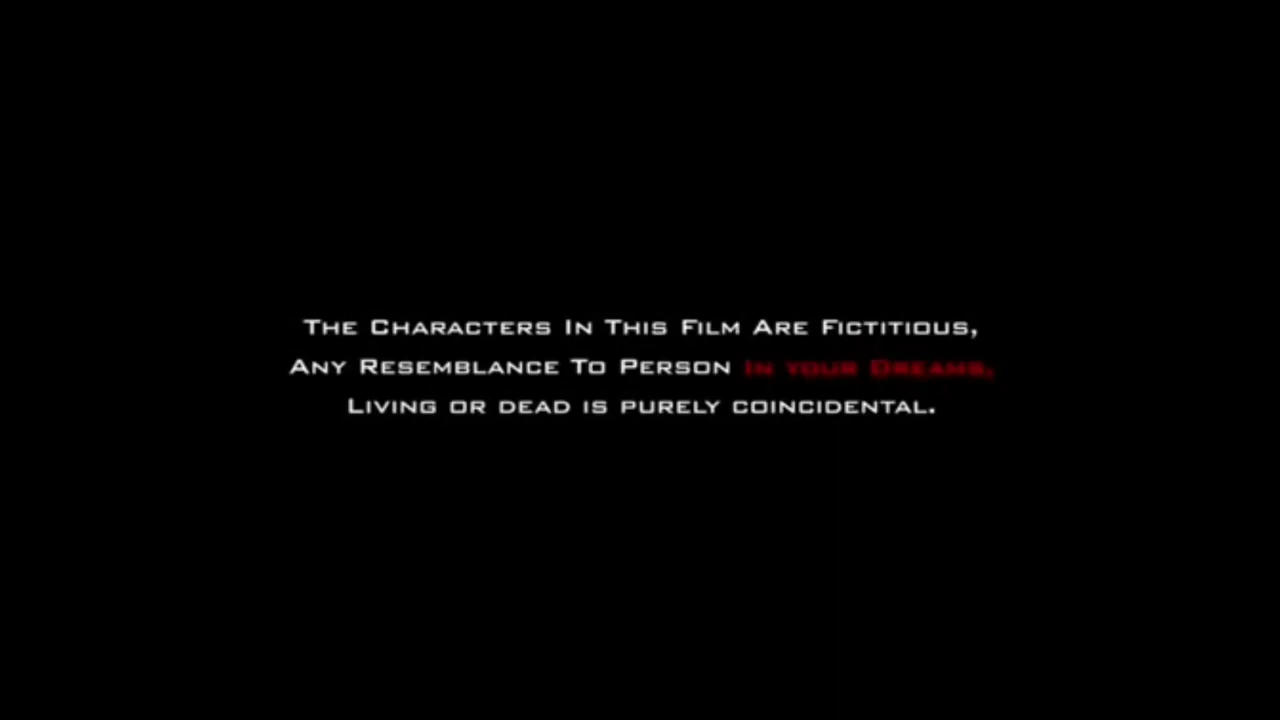 The Characters In This Film Are Fictitious,
Any Resemblance To Person In your Dreams,
Living or dead is purely coincidental.